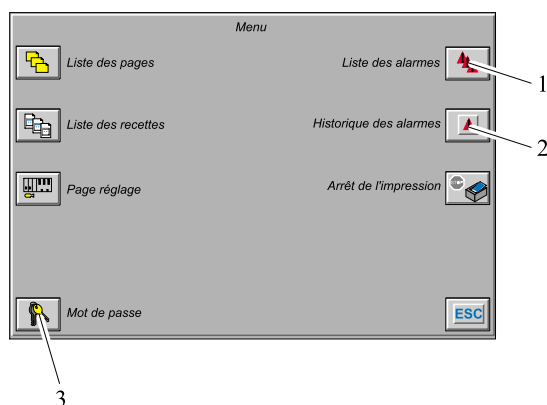 Menu
Liste des pages
Liste des alarmes
1
Liste des recettes
Historique des alarmes
2
Page réglage
Arrêt de l'impression
STOP
Mot de passe
ESC
3